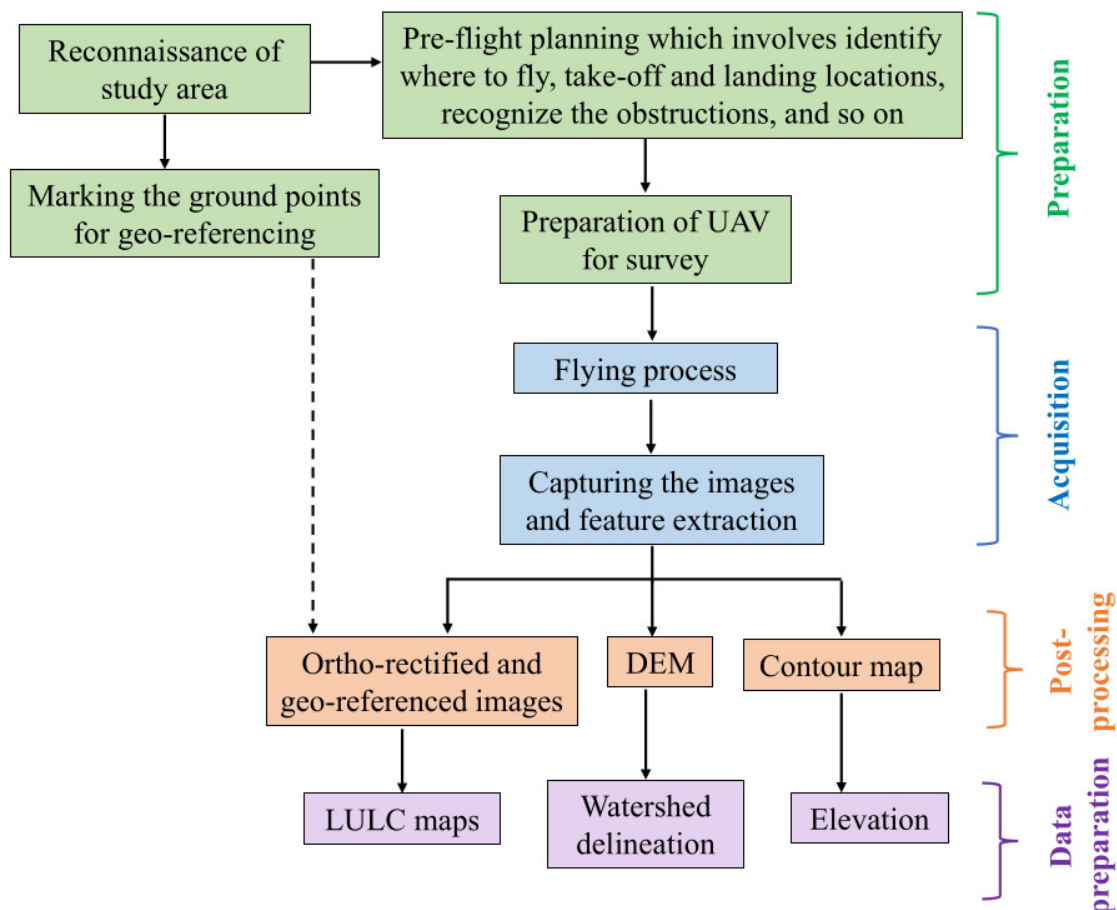 Reconnaissance of
study area
Pre-flight planning which involves identify
where to fly, take-off and landing locations,
recognize the obstructions, and so on
Marking the ground points
for geo-referencing
Preparation of UAV
for survey
Preparation
Flying process
Capturing the images
and feature extraction
Acquisition
Ortho-rectified and
geo-referenced images
DEM
Contour map
Post-
processing
LULC maps
Watershed
delineation
Elevation
Data
preparation